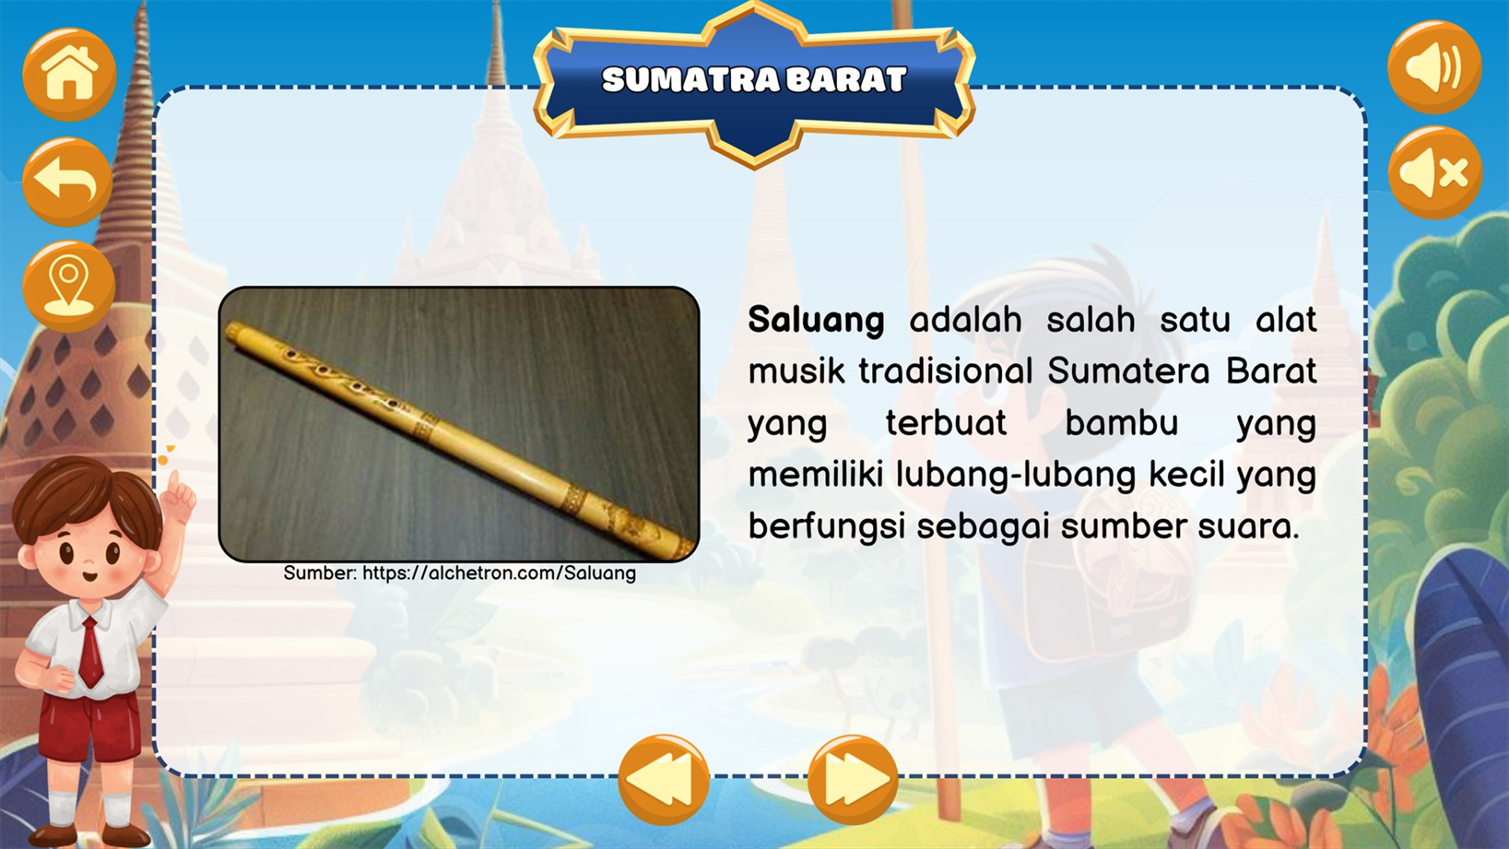 SUMATRA BARAT
Saluang adalah salah satu alat
musik tradisional Sumatera Barat
yang terbuat bambu yang
memiliki lubang-lubang kecil yang
berfungsi sebagai sumber suara.
Sumber: https://alchetron.com/Saluang